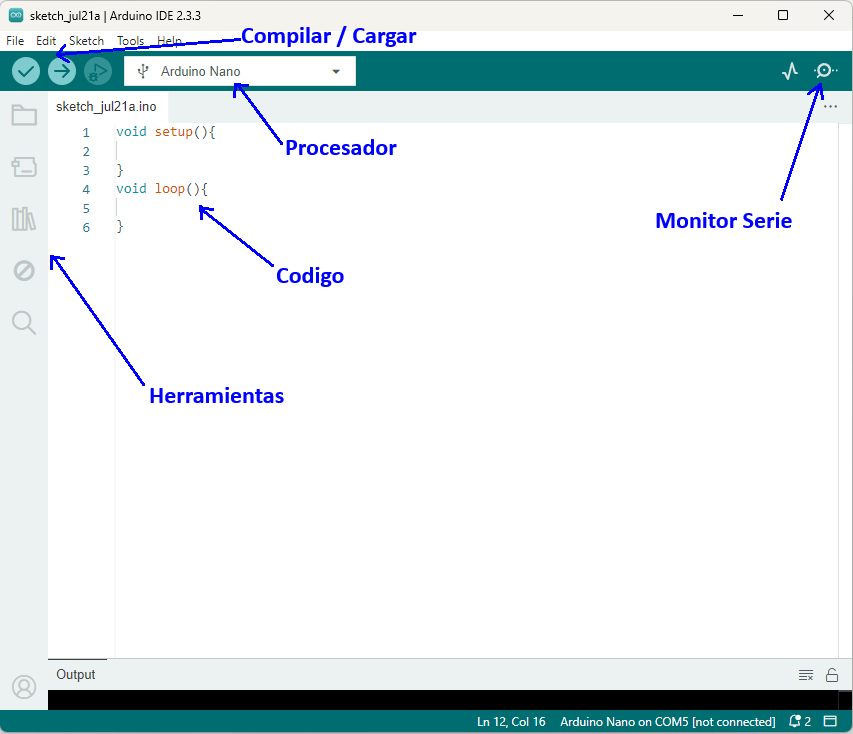 sketch_jul21a | Arduino IDE 2.3.3
File Edit Sketch Tools Help
Compilar / Cargar
Arduino Nano
sketch_jul21a.ino
1 void setup(){
2
3 }
4 void loop(){
5
6 }
Procesador
Monitor Serie
Codigo
Herramientas
Output
Ln 12, Col 16 Arduino Nano on COM5 [not connected] 2